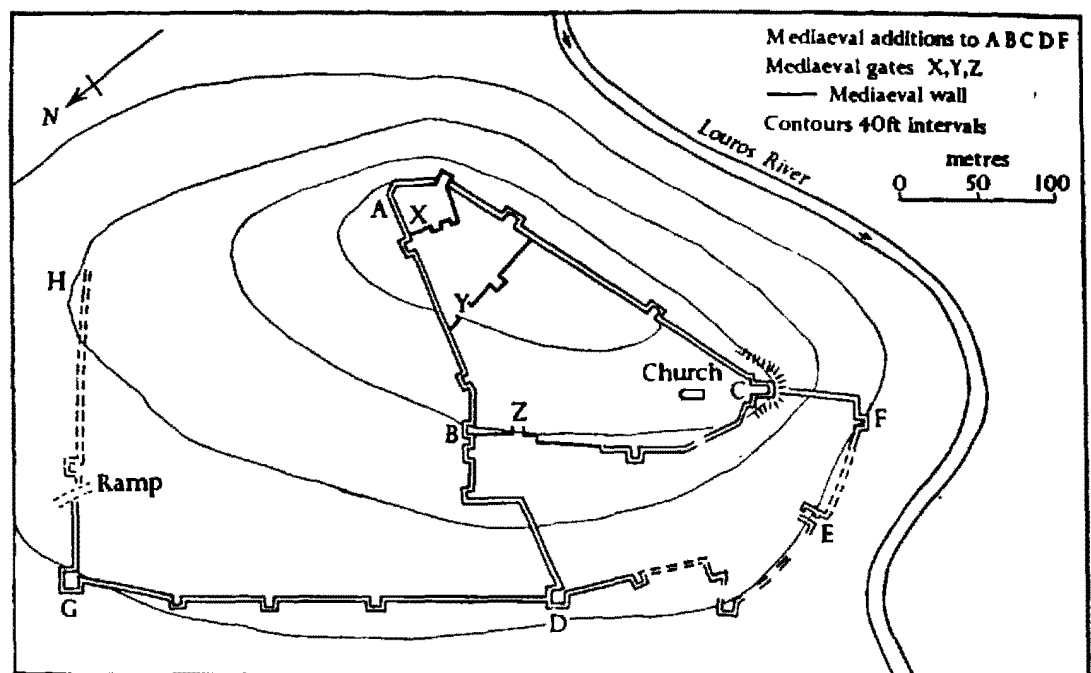 Mediaeval additions to A B C D F
Mediaeval gates X,Y,Z
Mediaeval wall
Contours 40ft intervals
metres
0 50 100
N
Louros River
A
X
H
Y
Church
C
Z
B
F
Ramp
E
G
D